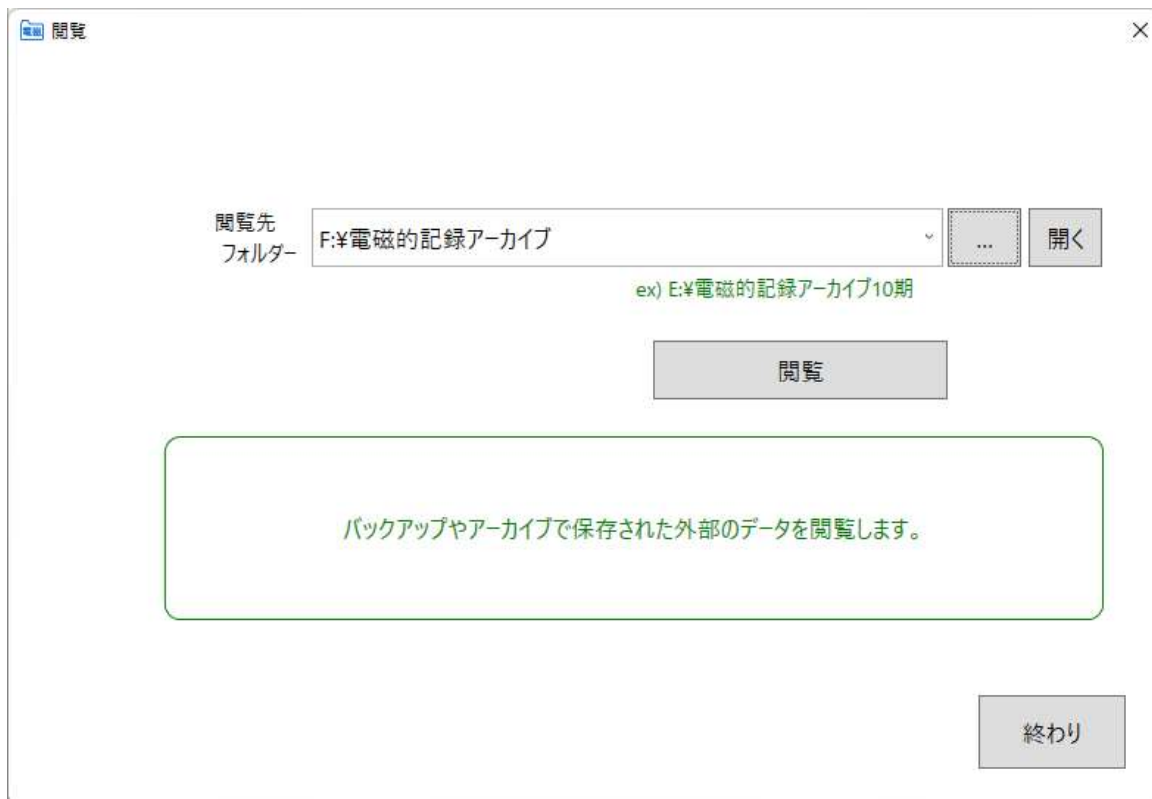 電磁 閲覧
閲覧先
フォルダー
F:¥電磁的記録アーカイブ
...
開く
ex) E:¥電磁的記録アーカイブ10期
閲覧
バックアップやアーカイブで保存された外部のデータを閲覧します。
終わり